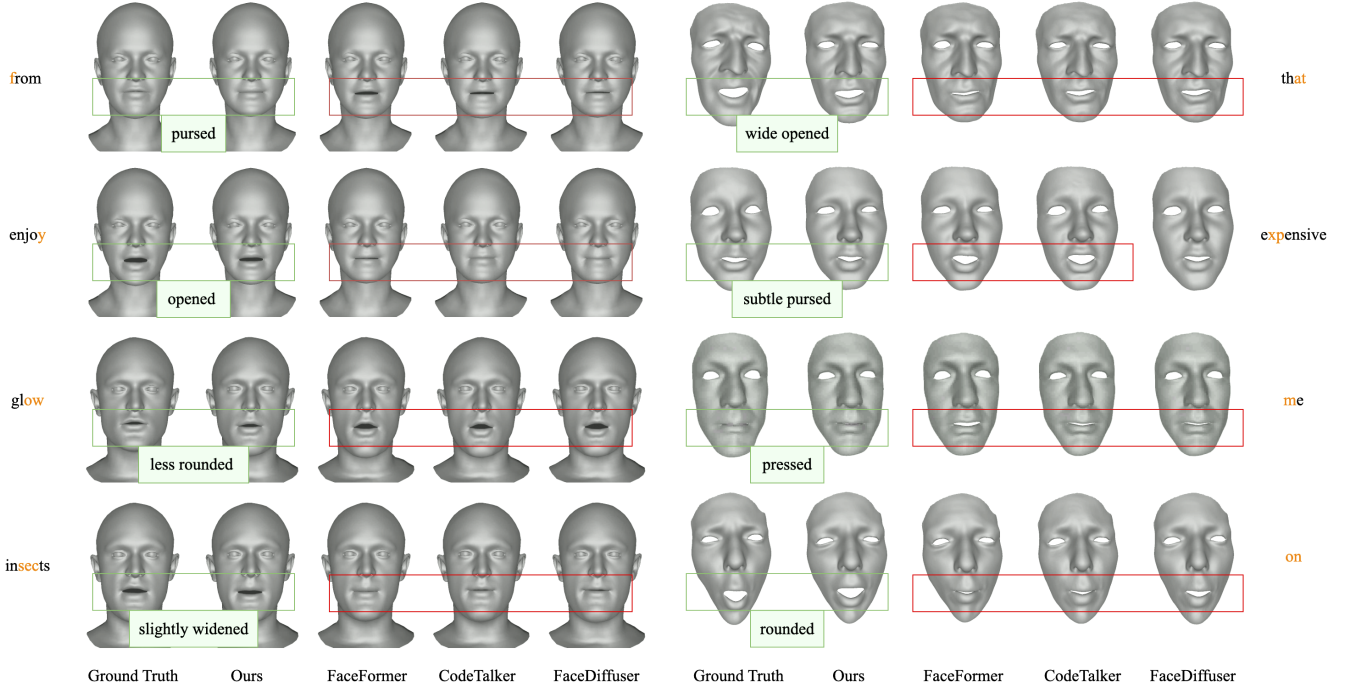 from
pursed
that
wide opened
enjoy
opened
expensive
subtle pursed
glow
less rounded
me
pressed
insects
slightly widened
on
rounded
Ground Truth Ours FaceFormer CodeTalker FaceDiffuser Ground Truth Ours FaceFormer CodeTalker FaceDiffuser